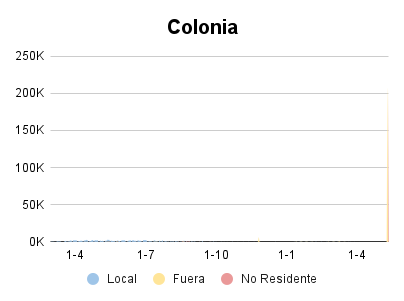 Colonia
250K
200K
150K
100K
50K
0K
1-4 1-7 1-10 1-1 1-4
Local Fuera No Residente